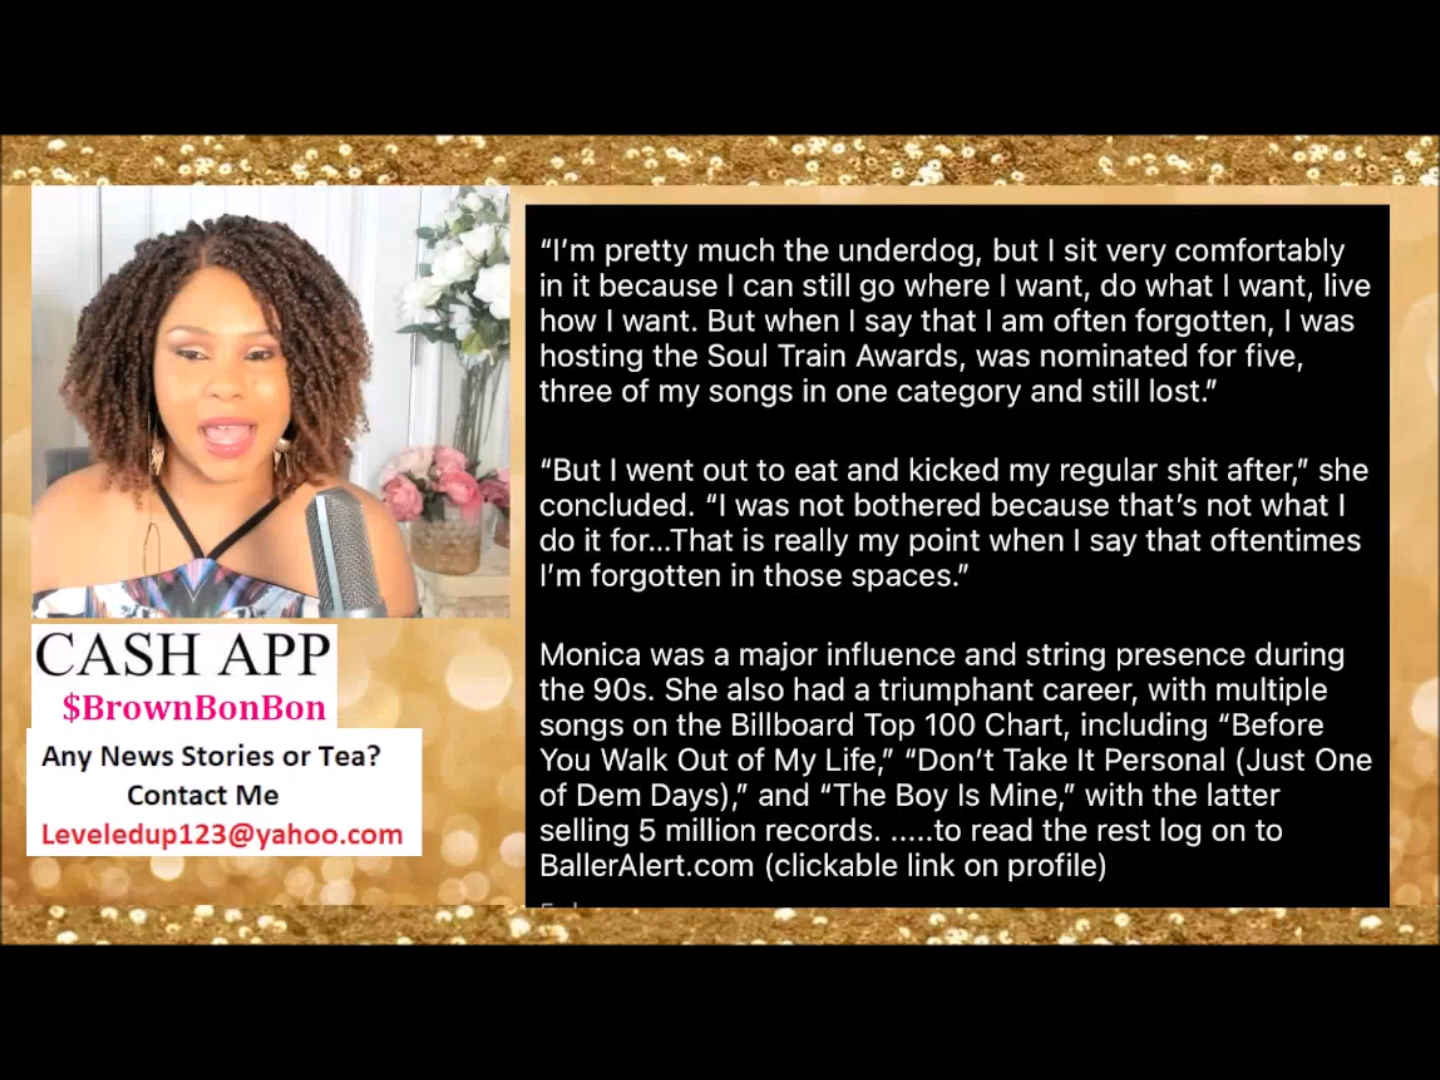 “I’m pretty much the underdog, but I sit very comfortably
in it because I can still go where I want, do what I want, live
how I want. But when I say that I am often forgotten, I was
hosting the Soul Train Awards, was nominated for five,
three of my songs in one category and still lost.”
“But I went out to eat and kicked my regular shit after,” she
concluded. “I was not bothered because that’s not what I
do it for...That is really my point when I say that oftentimes
I’m forgotten in those spaces.”
Monica was a major influence and string presence during
the 90s. She also had a triumphant career, with multiple
songs on the Billboard Top 100 Chart, including “Before
You Walk Out of My Life,” “Don’t Take It Personal (Just One
of Dem Days),” and “The Boy Is Mine,” with the latter
selling 5 million records. .....to read the rest log on to
BallerAlert.com (clickable link on profile)
CASH APP
$BrownBonBon
Any News Stories or Tea?
Contact Me
Leveledup123@yahoo.com